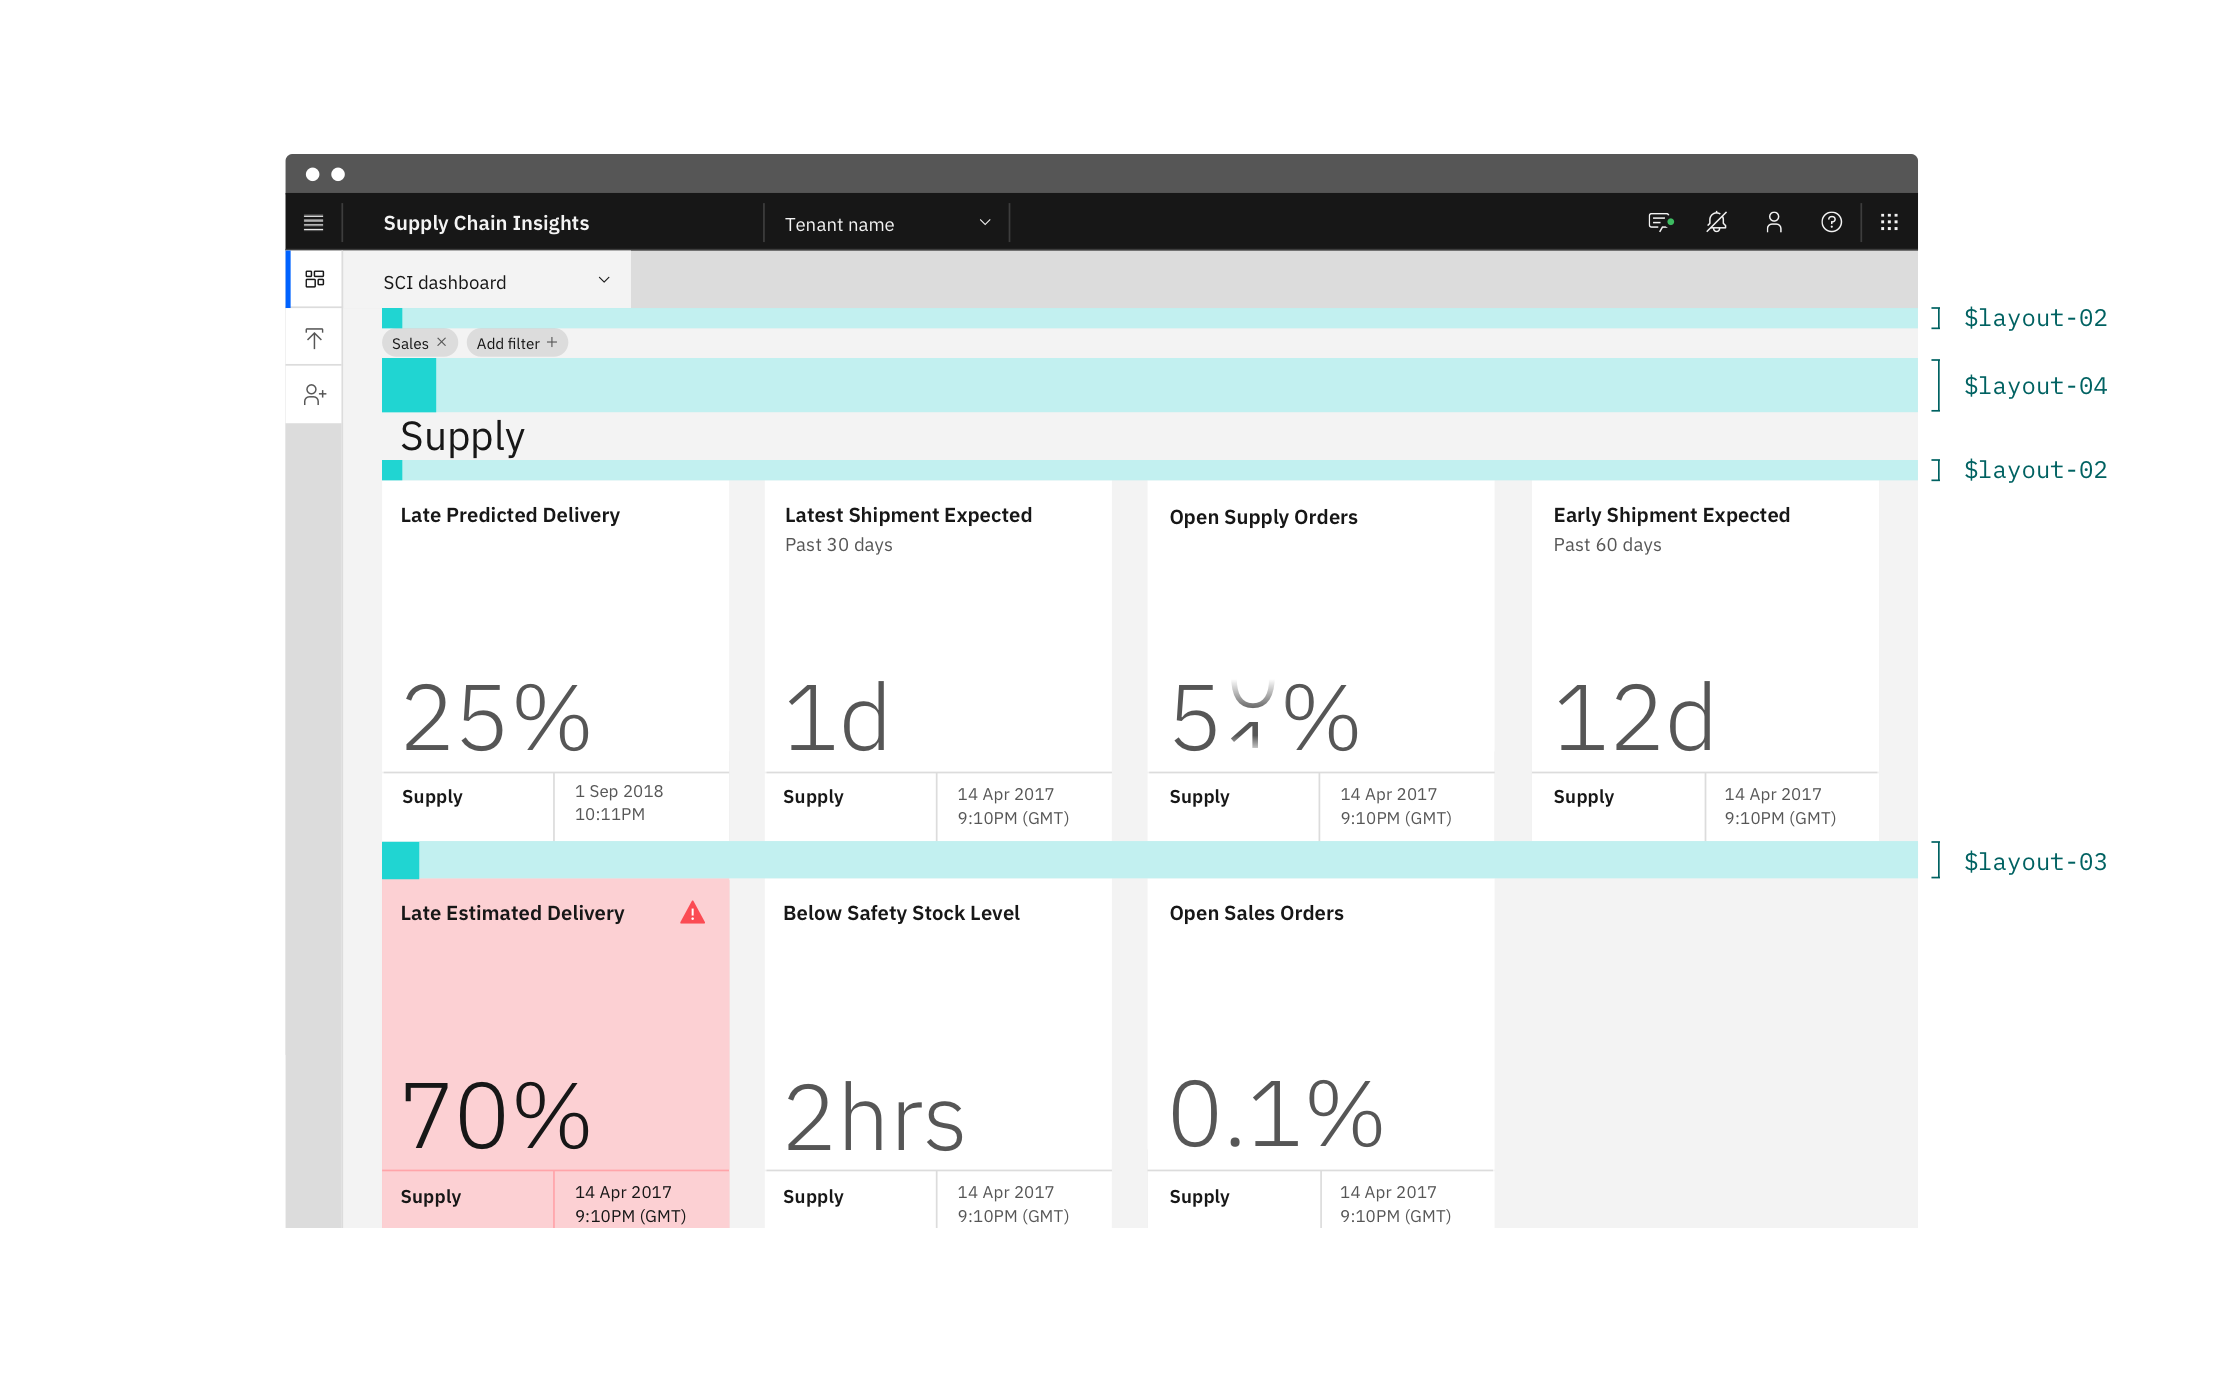 Supply Chain Insights
Tenant name
SCI dashboard
$layout-02
Sales
Add filter
$layout-04
Supply
$layout-02
Late Predicted Delivery
Latest Shipment Expected
Past 30 days
Open Supply Orders
Early Shipment Expected
Past 60 days
25%
1d
12d
Supply
1 Sep 2018
10:11PM
Supply
14 Apr 2017
9:10PM (GMT)
Supply
14 Apr 2017
9:10PM (GMT)
Supply
14 Apr 2017
9:10PM (GMT)
$layout-03
Late Estimated Delivery
Below Safety Stock Level
Open Sales Orders
70%
2hrs
0.1%
Supply
14 Apr 2017
9:10PM (GMT)
Supply
14 Apr 2017
9:10PM (GMT)
Supply
14 Apr 2017
9:10PM (GMT)